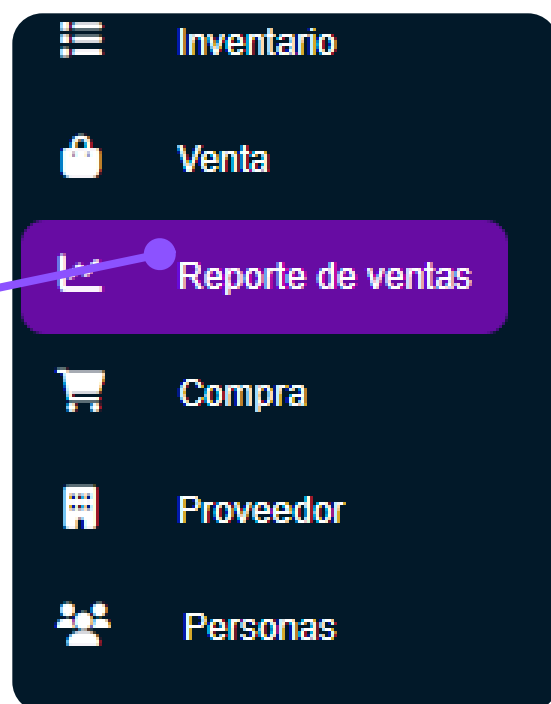 Inventario
Venta
Reporte de ventas
Compra
Proveedor
Personas